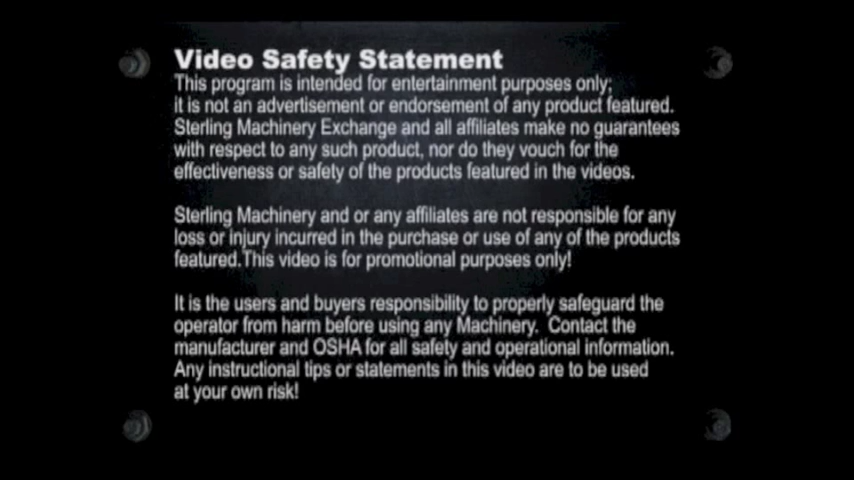 Video Safety Statement
This program is intended for entertainment purposes only;
it is not an advertisement or endorsement of any product featured.
Sterling Machinery Exchange and all affiliates make no guarantees
with respect to any such product, nor do they vouch for the
effectiveness or safety of the products featured in the videos.
Sterling Machinery and or any affiliates are not responsible for any
loss or injury incurred in the purchase or use of any of the products
featured.This video is for promotional purposes only!
It is the users and buyers responsibility to properly safeguard the
operator from harm before using any Machinery. Contact the
manufacturer and OSHA for all safety and operational information.
Any instructional tips or statements in this video are to be used
at your own risk!